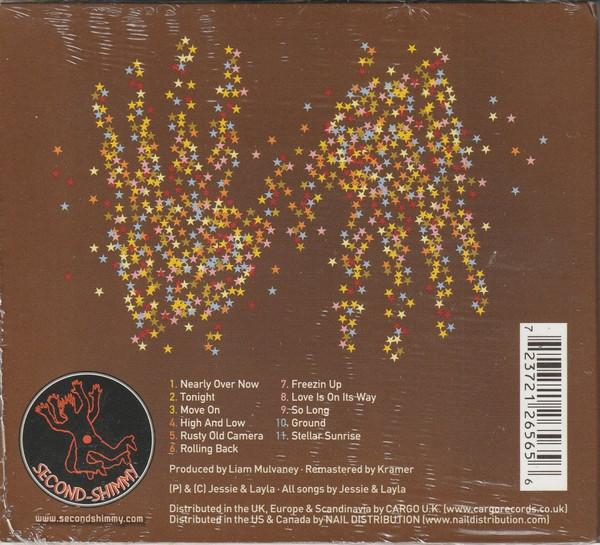 1. Nearly Over Now
2. Tonight
3. Move On
4. High And Low
5. Rusty Old Camera
6. Rolling Back
7. Freezin Up
8. Love Is On Its Way
9. So Long
10. Ground
11. Stellar Sunrise
Produced by Liam Mulvaney · Remastered by Kramer
(P) & (C) Jessie & Layla · All songs by Jessie & Layla
Distributed in the UK, Europe & Scandinavia by CARGO U.K. (www.cargorecords.co.uk)
Distributed in the US & Canada by NAIL DISTRIBUTION (www.naildistribution.com)
SECOND-SHIMMY
www.secondshimmy.com
7 23721 26565 6